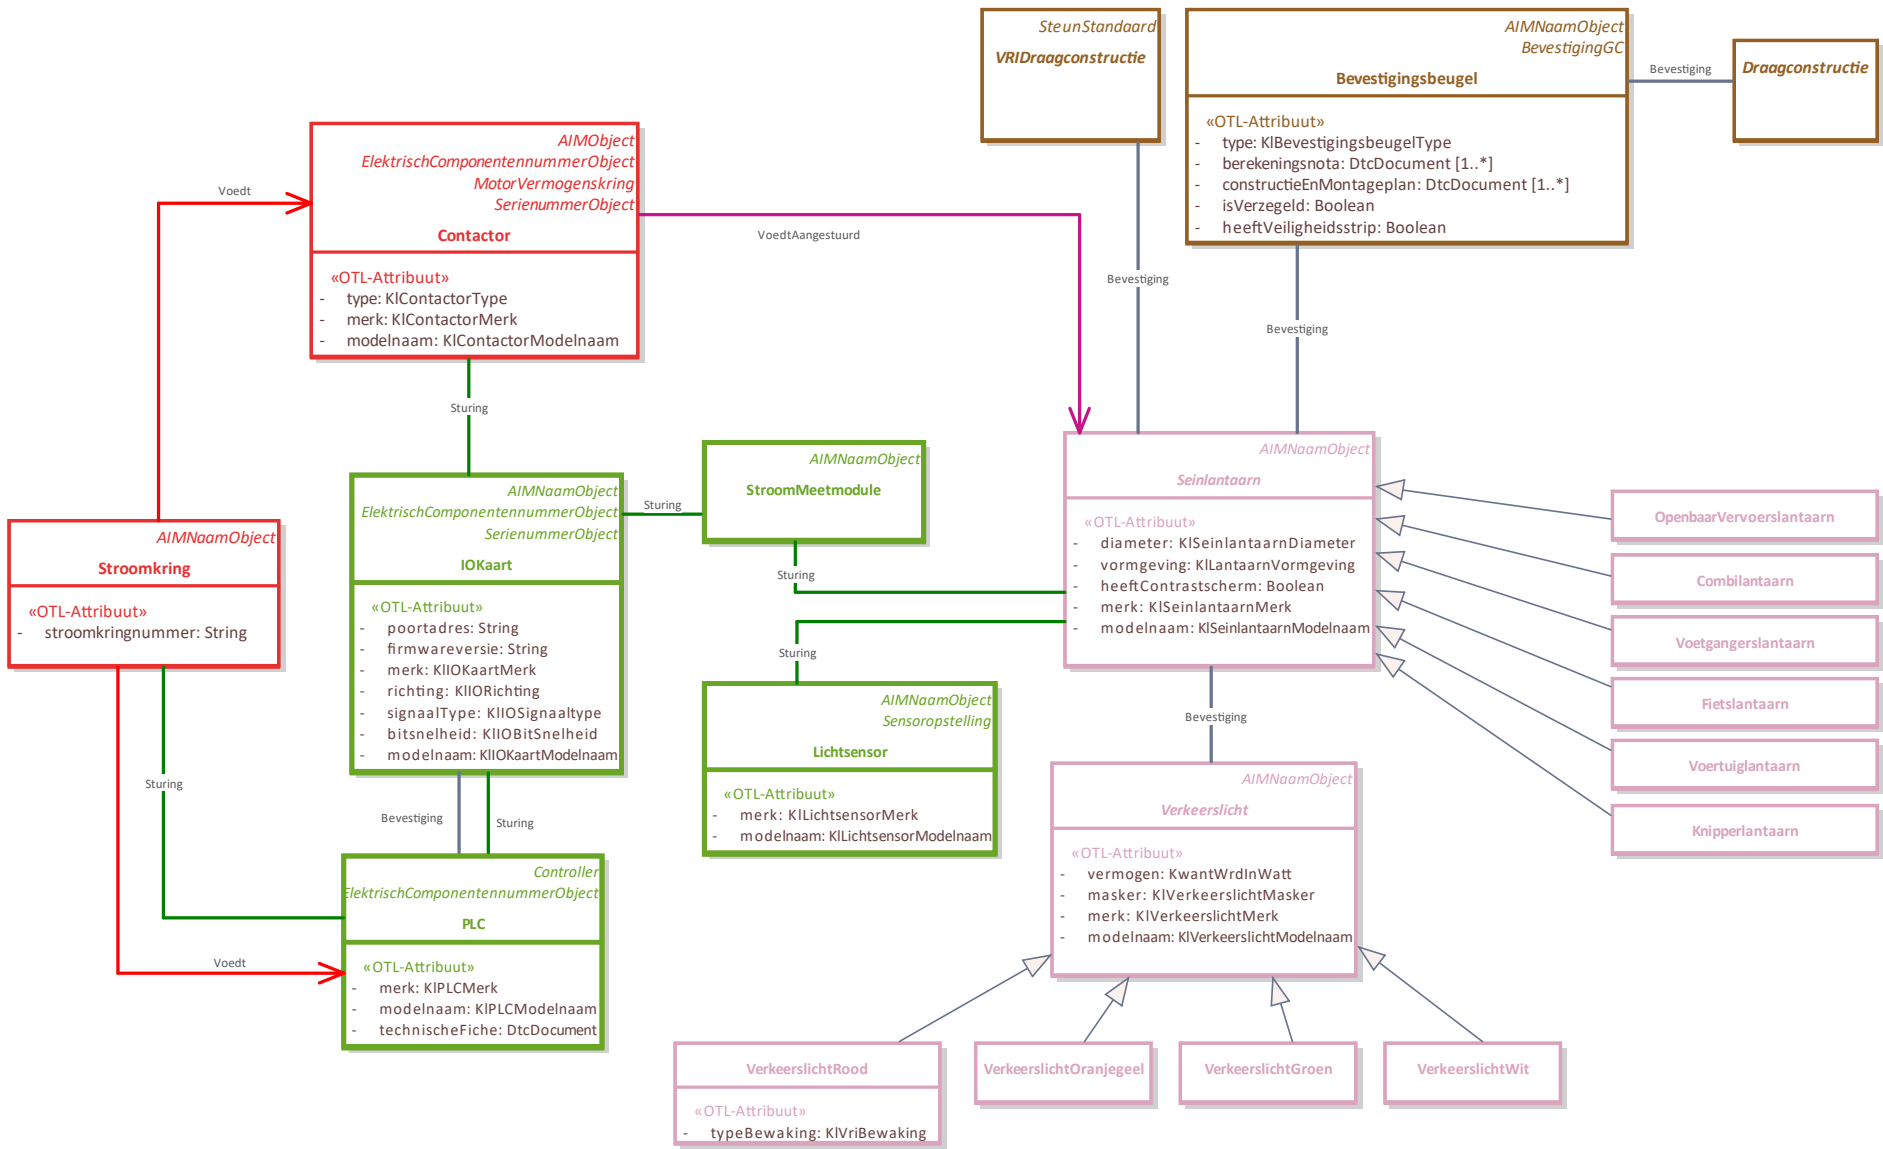 SteunStandaard
VRIDraagconstructie
AIMNaamObject
BevestigingGC
Bevestigingsbeugel
«OTL-Attribuut»
- type: KlBevestigingsbeugelType
- berekeningsnota: DtcDocument [1..*]
- constructieEnMontageplan: DtcDocument [1..*]
- isVerzegeld: Boolean
- heeftVeiligheidsstrip: Boolean
Bevestiging
Draagconstructie
AIMObject
ElektrischComponentennummerObject
MotorVermogenskring
SerienummerObject
Contactor
«OTL-Attribuut»
- type: KlContactorType
- merk: KlContactorMerk
- modelnaam: KlContactorModelnaam
Voedt
VoedtAangestuurd
Bevestiging
Bevestiging
Sturing
AIMNaamObject
ElektrischComponentennummerObject
SerienummerObject
IOKaart
«OTL-Attribuut»
- poortadres: String
- firmwareversie: String
- merk: KlIOKaartMerk
- richting: KlIORichting
- signaalType: KlIOSignaaltype
- bitsnelheid: KlIOBitSnelheid
- modelnaam: KlIOKaartModelnaam
Sturing
AIMNaamObject
StroomMeetmodule
Sturing
AIMNaamObject
Seinlantaarn
«OTL-Attribuut»
- diameter: KlSeinlantaarnDiameter
- vormgeving: KlLantaarnVormgeving
- heeftContrastscherm: Boolean
- merk: KlSeinlantaarnMerk
- modelnaam: KlSeinlantaarnModelnaam
OpenbaarVervoerslantaarn
Combilantaarn
Voetgangerslantaarn
Fietslantaarn
Voertuiglantaarn
Knipperlantaarn
AIMNaamObject
Stroomkring
«OTL-Attribuut»
- stroomkringnummer: String
Sturing
AIMNaamObject
Sensoropstelling
Lichtsensor
«OTL-Attribuut»
- merk: KlLichtsensorMerk
- modelnaam: KlLichtsensorModelnaam
Bevestiging
AIMNaamObject
Verkeerslicht
«OTL-Attribuut»
- vermogen: KwantWrdInWatt
- masker: KlVerkeerslichtMasker
- merk: KlVerkeerslichtMerk
- modelnaam: KlVerkeerslichtModelnaam
Sturing
Bevestiging
Sturing
Controller
ElektrischComponentennummerObject
PLC
«OTL-Attribuut»
- merk: KlPLCMerk
- modelnaam: KlPLCModelnaam
- technischeFiche: DtcDocument
Voedt
VerkeerslichtRood
«OTL-Attribuut»
- typeBewaking: KlVriBewaking
VerkeerslichtOranjegeel
VerkeerslichtGroen
VerkeerslichtWit